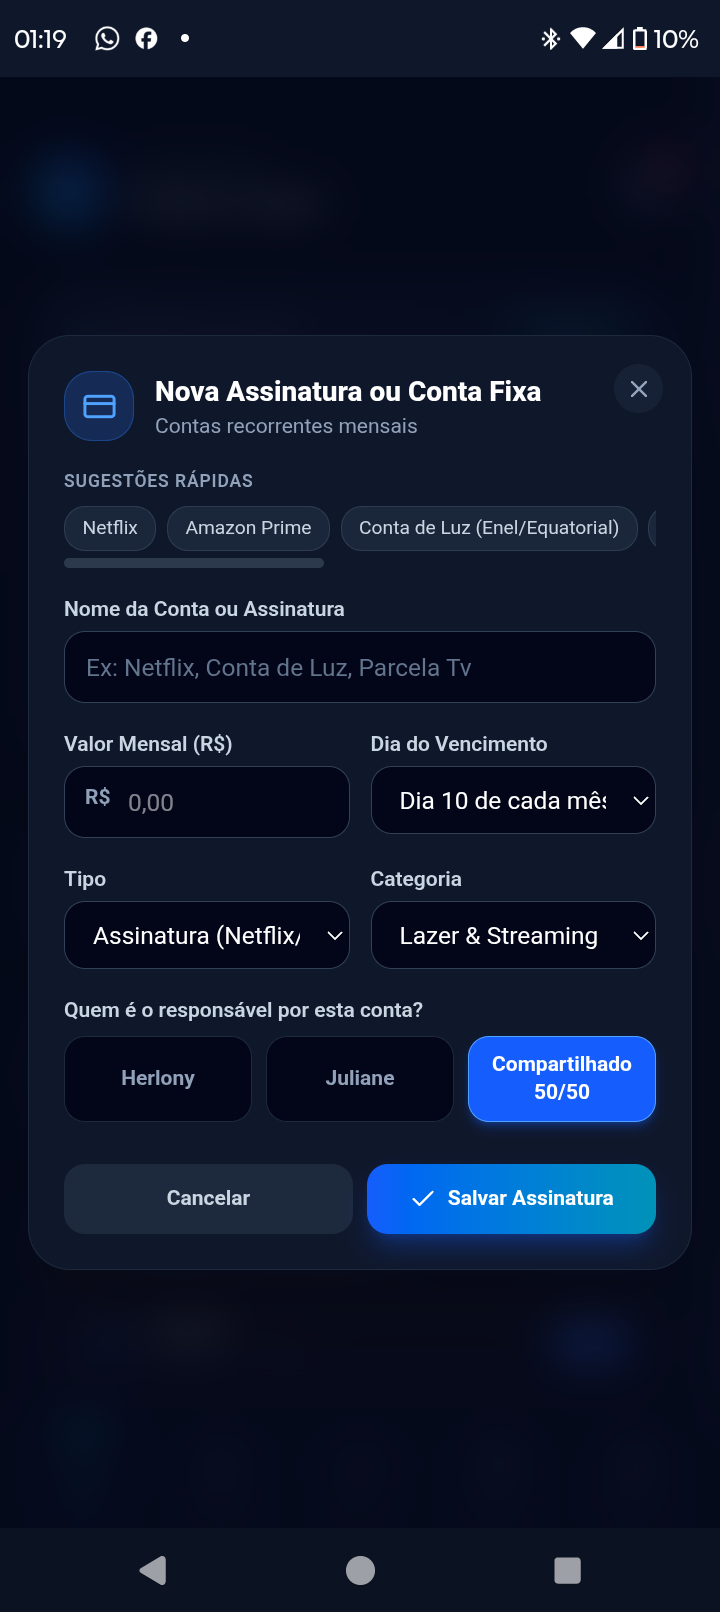 01:19
10%
Nova Assinatura ou Conta Fixa
Contas recorrentes mensais
SUGESTÕES RÁPIDAS
Netflix
Amazon Prime
Conta de Luz (Enel/Equatorial)
Nome da Conta ou Assinatura
Ex: Netflix, Conta de Luz, Parcela Tv
Valor Mensal (R$)
Dia do Vencimento
R$ 0,00
Dia 10 de cada mês
Tipo
Categoria
Assinatura (Netflix/
Lazer & Streaming
Quem é o responsável por esta conta?
Herlony
Juliane
Compartilhado
50/50
Cancelar
Salvar Assinatura